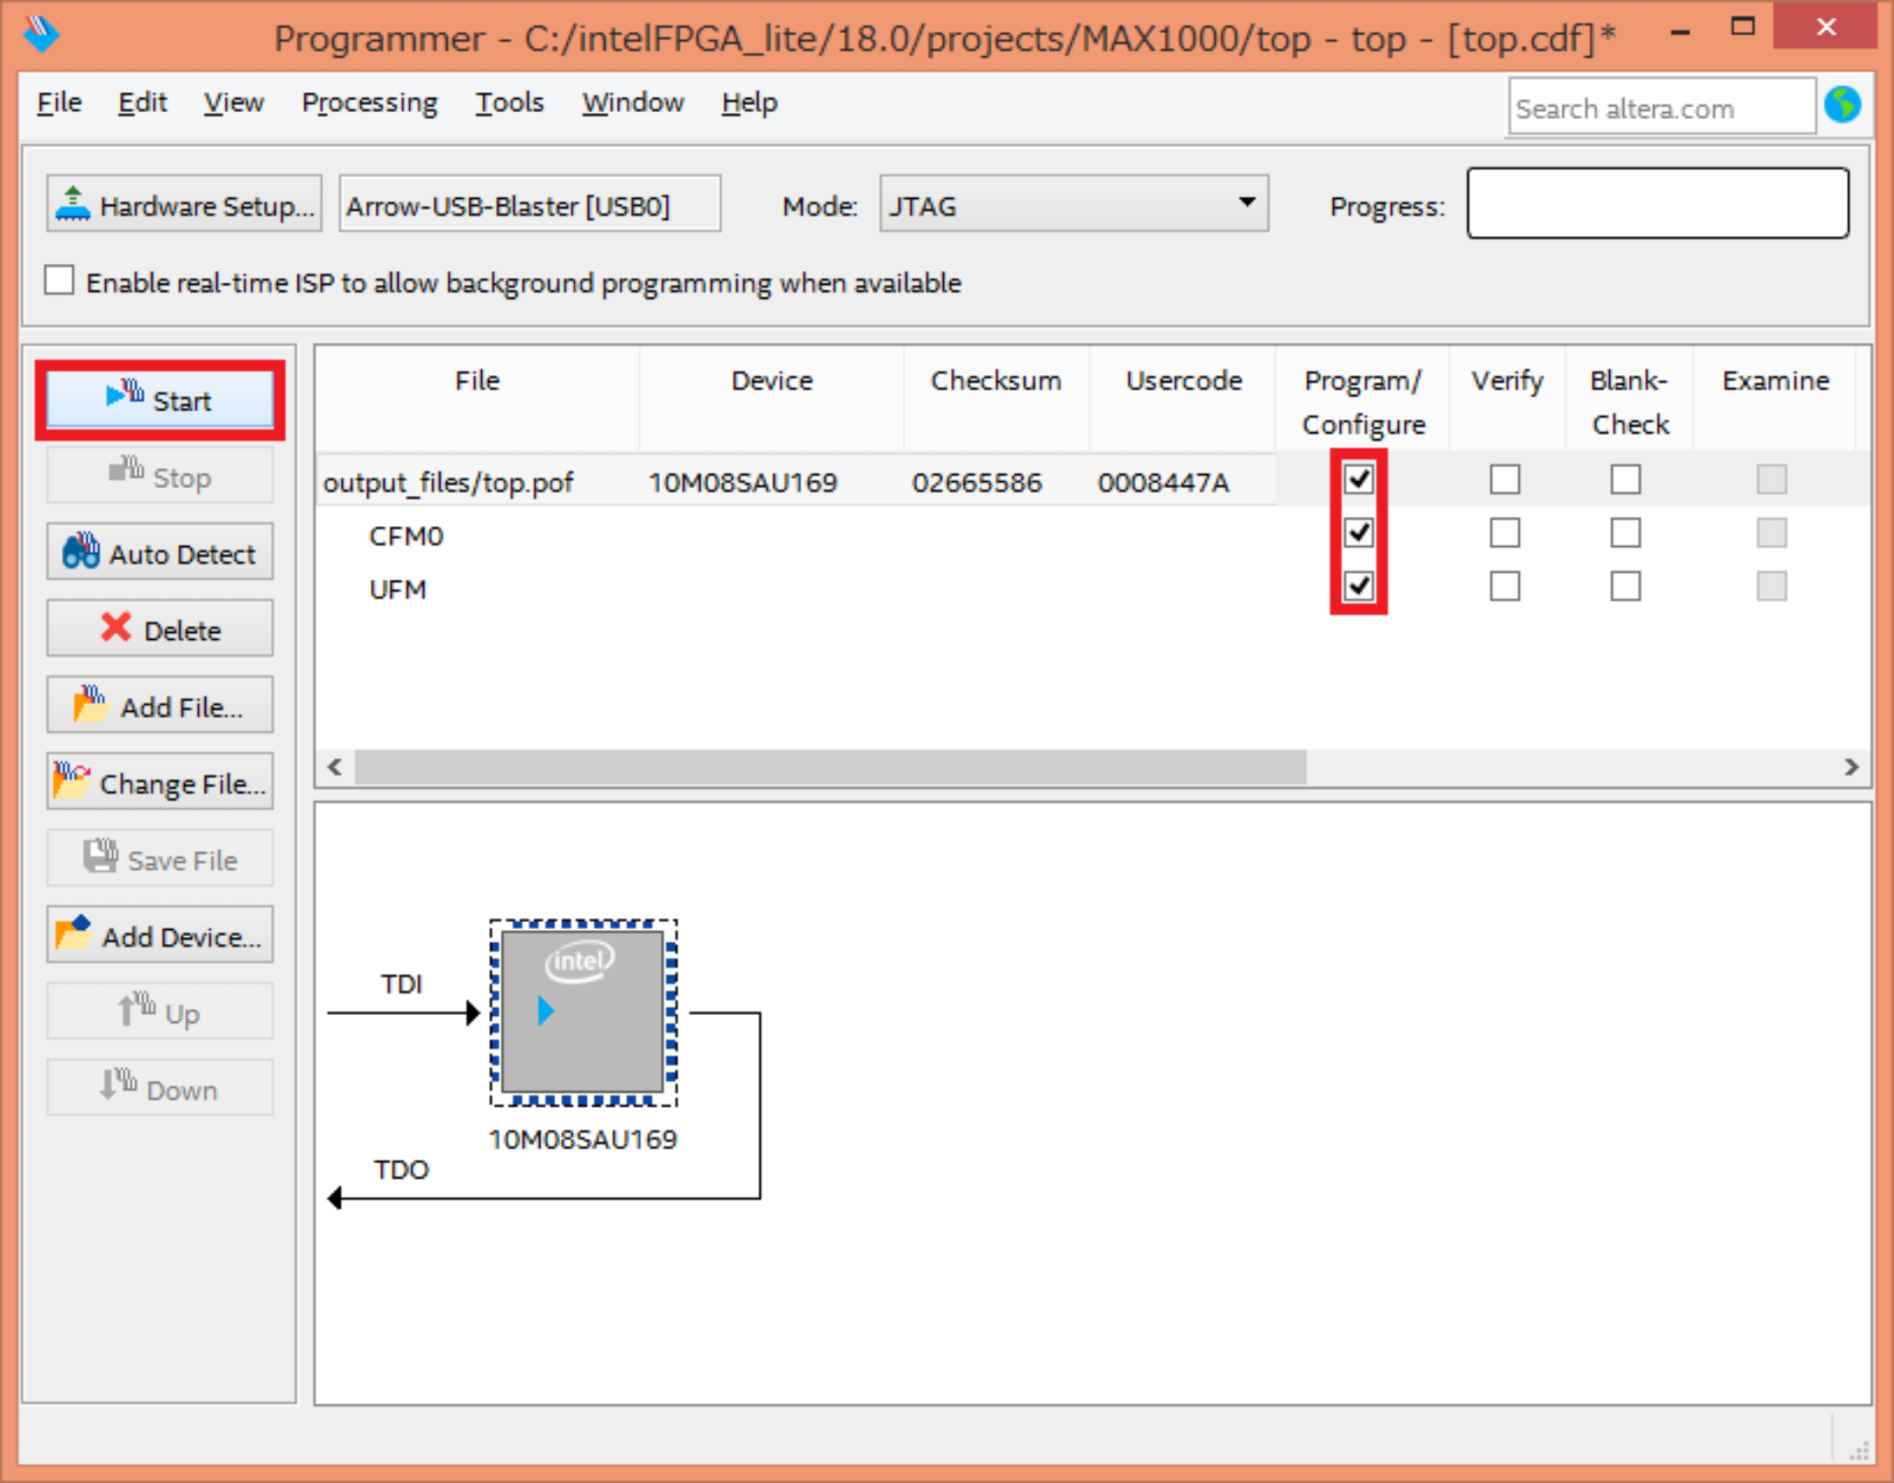 Programmer - C:/intelFPGA_lite/18.0/projects/MAX1000/top - top - [top.cdf]*
File Edit View Processing Tools Window Help
Search altera.com
Hardware Setup... Arrow-USB-Blaster [USB0] Mode: JTAG Progress:
Enable real-time ISP to allow background programming when available
Start
Stop
Auto Detect
Delete
Add File...
Change File...
Save File
Add Device...
Up
Down
File Device Checksum Usercode Program/ Verify Blank- Examine
Configure Check
output_files/top.pof 10M08SAU169 02665586 0008447A
CFM0
UFM
TDI
intel
10M08SAU169
TDO